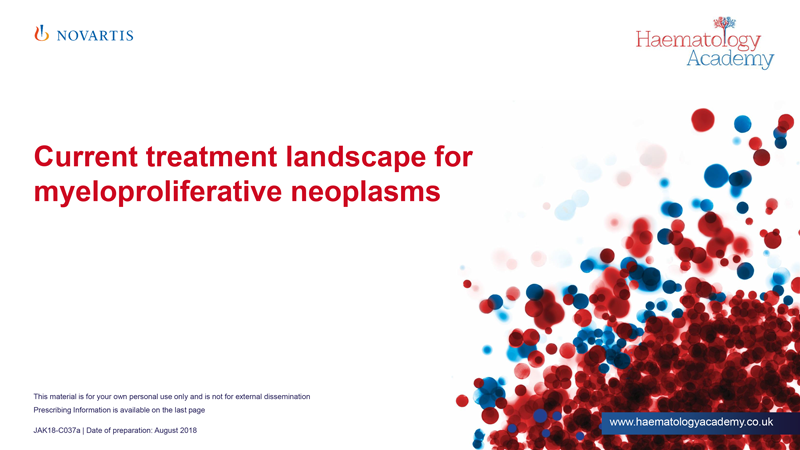 NOVARTIS
Haematology
Academy
Current treatment landscape for
myeloproliferative neoplasms
This material is for your own personal use only and is not for external dissemination
Prescribing Information is available on the last page
JAK18-C037a | Date of preparation: August 2018
www.haematologyacademy.co.uk